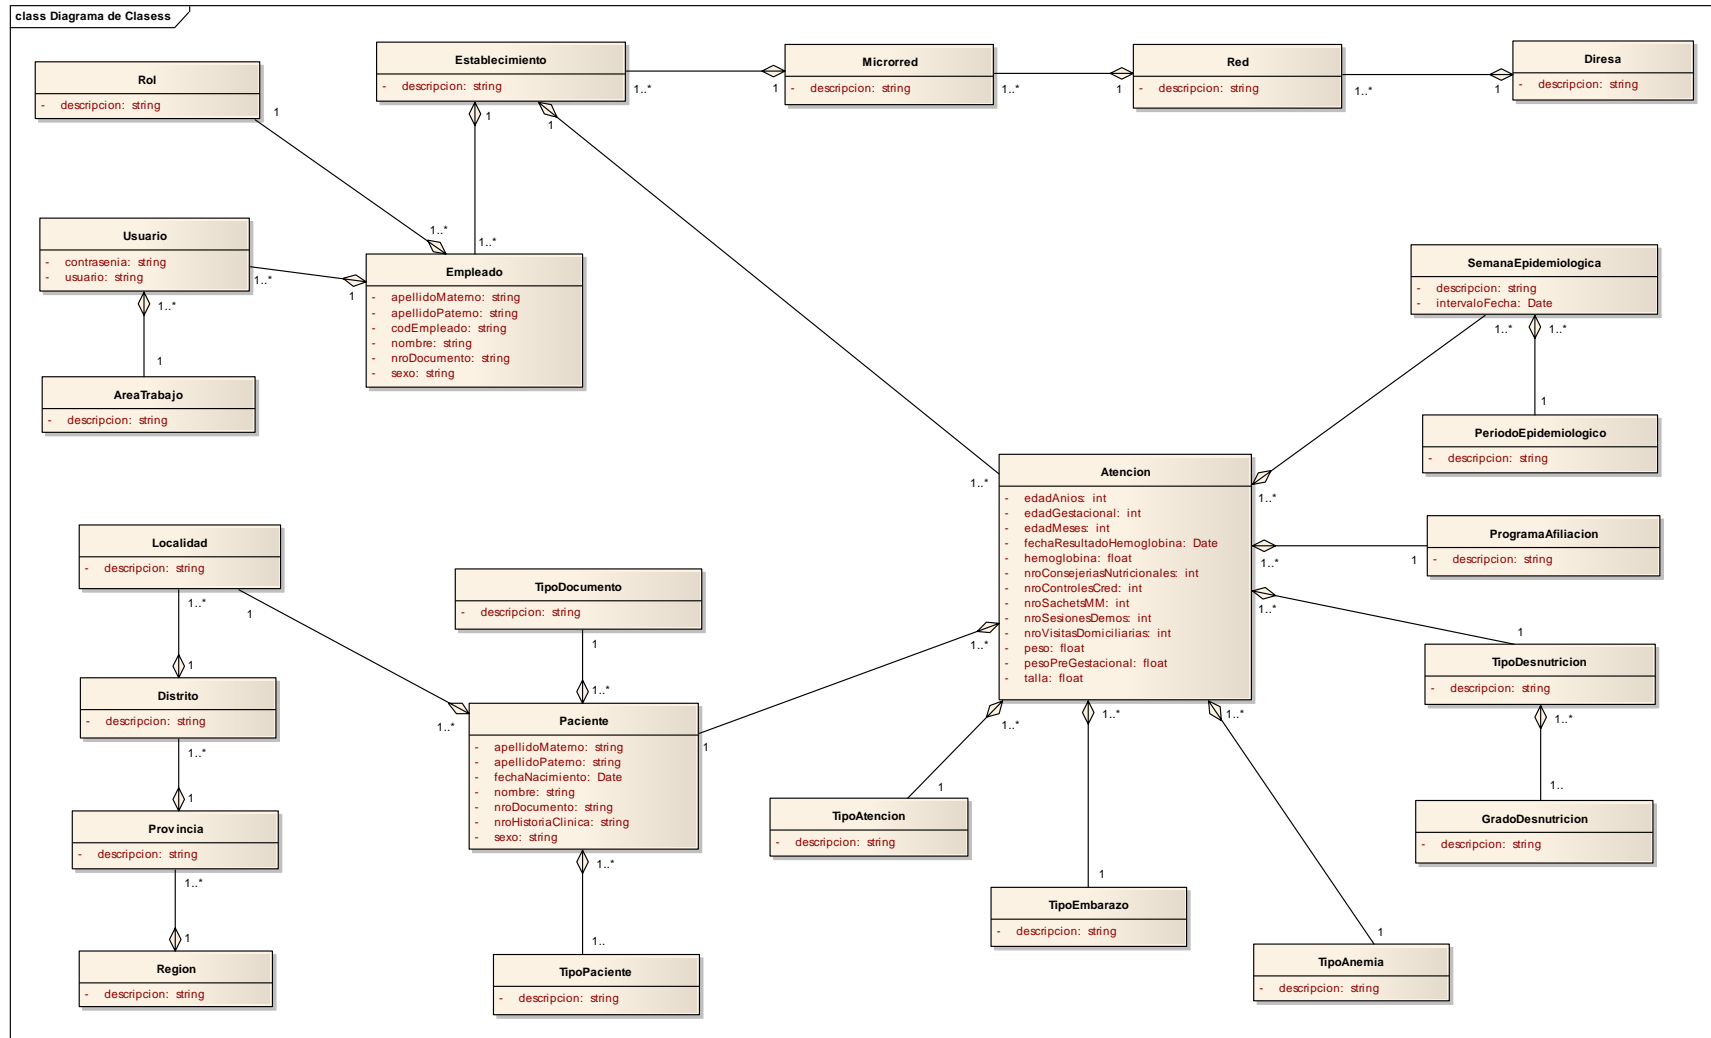 class Diagrama de Clasess
Rol
- descripcion: string
Establecimiento
- descripcion: string
Microrred
- descripcion: string
Red
- descripcion: string
Diresa
- descripcion: string
1
1
1
1..*
1
1..*
1
1..*
1
Usuario
- contrasenia: string
- usuario: string
1..*
1
1..*
1..*
Empleado
- apellidoMaterno: string
- apellidoPaterno: string
- codEmpleado: string
- nombre: string
- nroDocumento: string
- sexo: string
1..*
1
AreaTrabajo
- descripcion: string
SemanaEpidemiologica
- descripcion: string
- intervaloFecha: Date
1..*
1..*
1
PeriodoEpidemiologico
- descripcion: string
1..*
1..*
Atencion
- edadAnios: int
- edadGestacional: int
- edadMeses: int
- fechaResultadoHemoglobina: Date
- hemoglobina: float
- nroConsejeriasNutricionales: int
- nroControlesCred: int
- nroSachetsMM: int
- nroSesionesDemos: int
- nroVisitasDomiciliarias: int
- peso: float
- pesoPreGestacional: float
- talla: float
ProgramaAfiliacion
- descripcion: string
1..*
1
1..*
1
TipoDesnutricion
- descripcion: string
1..*
1..
GradoDesnutricion
- descripcion: string
Localidad
- descripcion: string
1..*
1
1
Distrito
- descripcion: string
1..*
1
Provincia
- descripcion: string
1..*
1
Region
- descripcion: string
TipoDocumento
- descripcion: string
1
1..*
1..*
Paciente
- apellidoMaterno: string
- apellidoPaterno: string
- fechaNacimiento: Date
- nombre: string
- nroDocumento: string
- nroHistoriaClinica: string
- sexo: string
1
1..*
1..*
1..
TipoPaciente
- descripcion: string
1..*
1
TipoAtencion
- descripcion: string
1..*
1
TipoEmbarazo
- descripcion: string
1..*
1
TipoAnemia
- descripcion: string